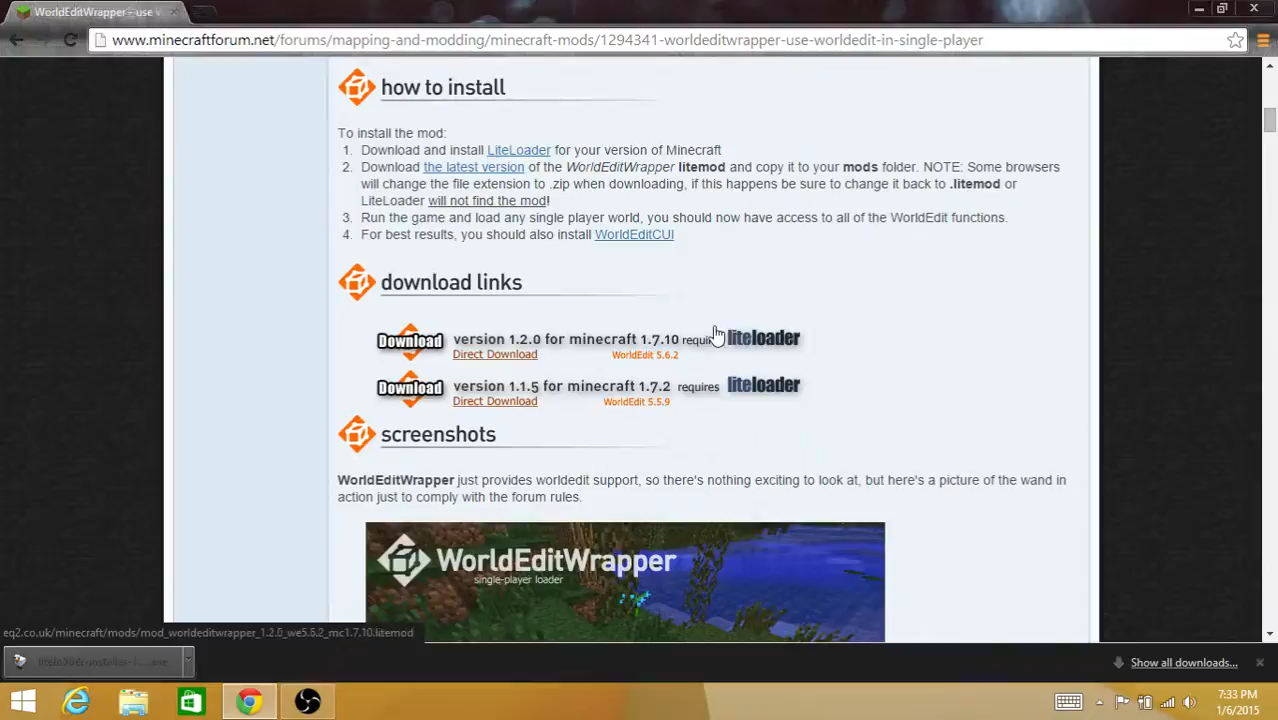 WorldEditWrapper - use w
www.minecraftforum.net/forums/mapping-and-modding/minecraft-mods/1294341-worldeditwrapper-use-worldedit-in-single-player
how to install
To install the mod:
1. Download and install LiteLoader for your version of Minecraft
2. Download the latest version of the WorldEditWrapper litemod and copy it to your mods folder. NOTE: Some browsers
will change the file extension to .zip when downloading, if this happens be sure to change it back to .litemod or
LiteLoader will not find the mod!
3. Run the game and load any single player world, you should now have access to all of the WorldEdit functions.
4. For best results, you should also install WorldEditCUI
download links
Download version 1.2.0 for minecraft 1.7.10 requi liteloader
Direct Download WorldEdit 5.6.2
Download version 1.1.5 for minecraft 1.7.2 requires liteloader
Direct Download WorldEdit 5.5.9
screenshots
WorldEditWrapper just provides worldedit support, so there's nothing exciting to look at, but here's a picture of the wand in
action just to comply with the forum rules.
WorldEditWrapper
single-player loader
eq2.co.uk/minecraft/mods/mod_worldeditwrapper_1.2.0_we5.6.2_mc1.7.10.litemod
liteloader-installer-1....exe
Show all downloads...
7:33 PM
1/6/2015